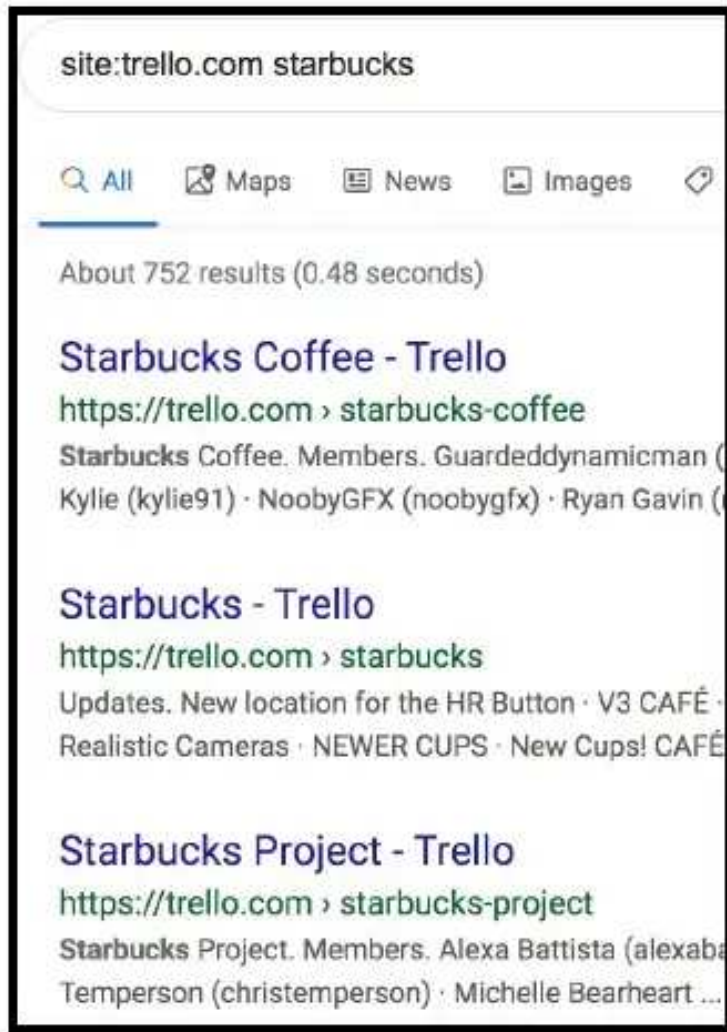 site:trello.com starbucks
All Maps News Images
About 752 results (0.48 seconds)
Starbucks Coffee - Trello
https://trello.com › starbucks-coffee
Starbucks Coffee. Members. Guardeddynamicman (
Kylie (kylie91) · NoobyGFX (noobygfx) · Ryan Gavin (
Starbucks - Trello
https://trello.com › starbucks
Updates. New location for the HR Button · V3 CAFÉ ·
Realistic Cameras · NEWER CUPS · New Cups! CAFÉ
Starbucks Project - Trello
https://trello.com › starbucks-project
Starbucks Project. Members. Alexa Battista (alexaba
Temperson (christemperson) · Michelle Bearheart ...